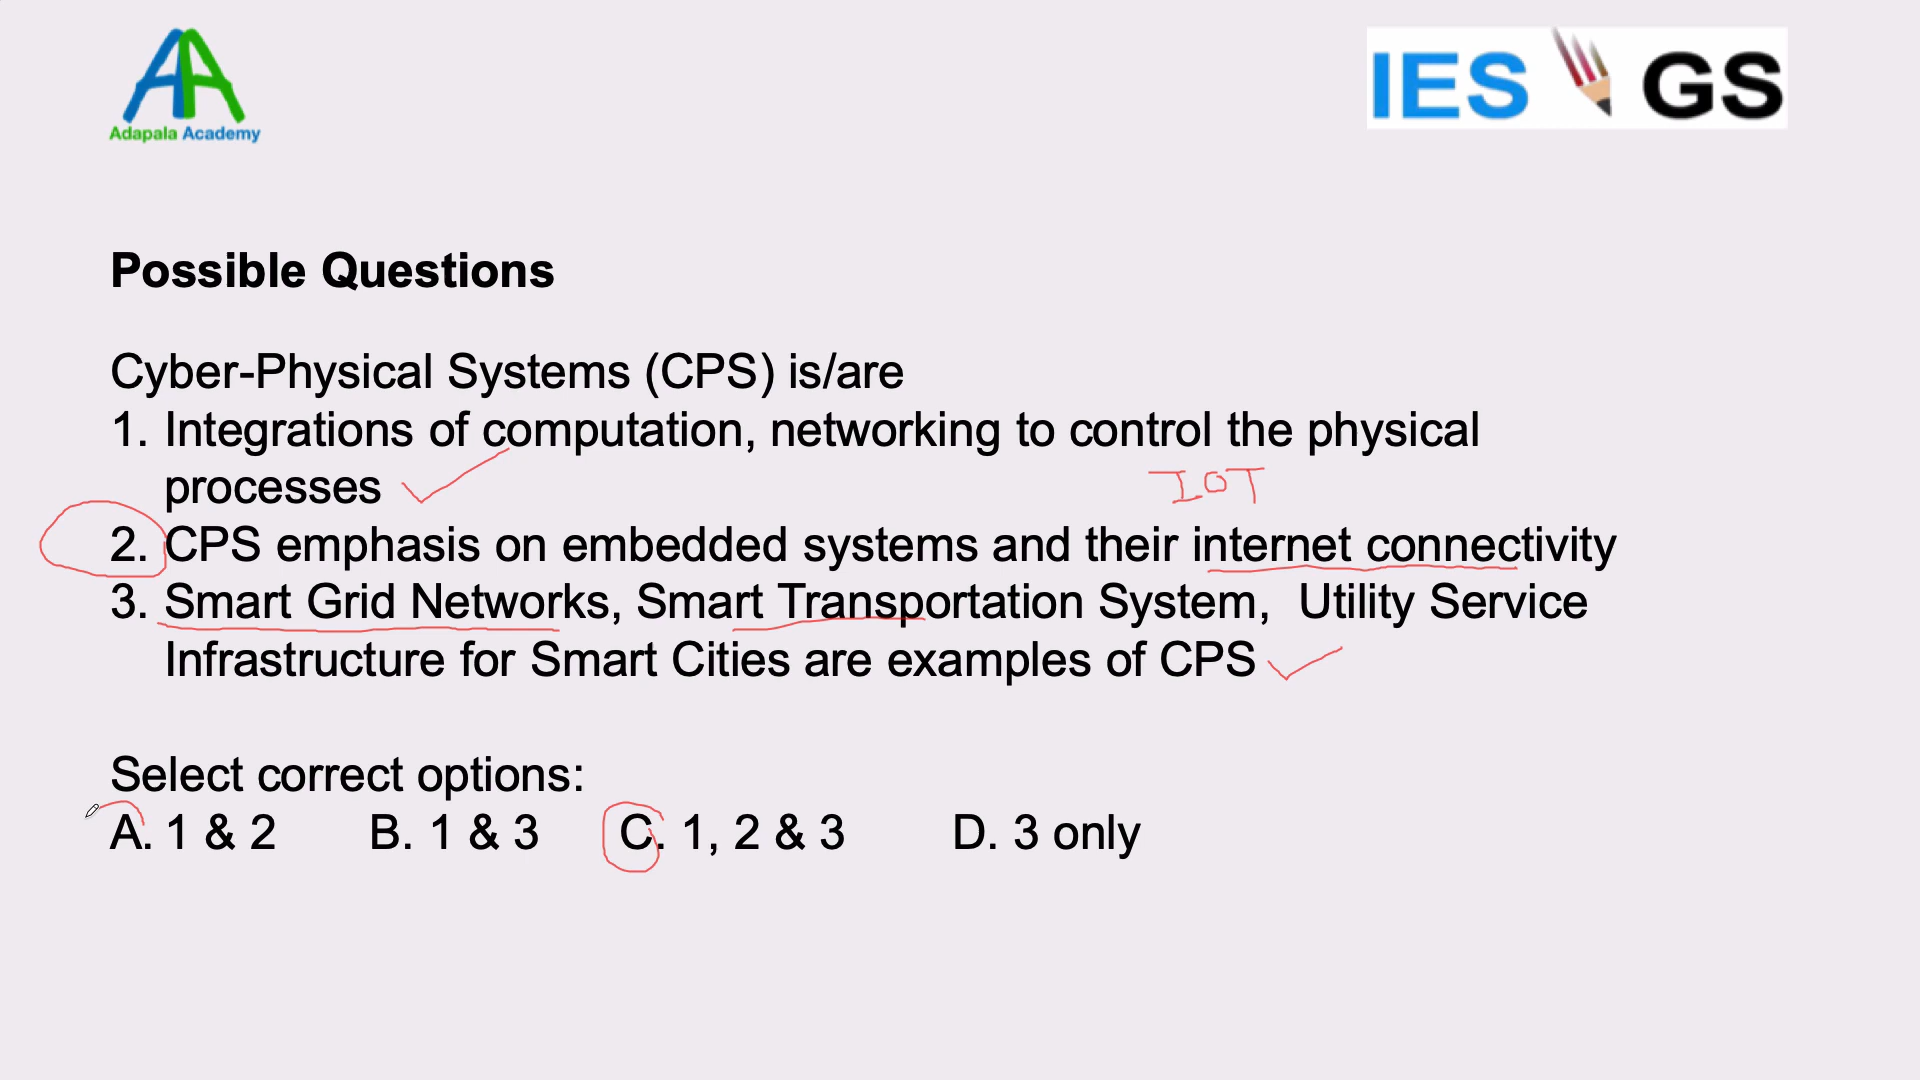 Adapala Academy
IES GS
Possible Questions
Cyber-Physical Systems (CPS) is/are
1. Integrations of computation, networking to control the physical
processes
IOT
2. CPS emphasis on embedded systems and their internet connectivity
3. Smart Grid Networks, Smart Transportation System, Utility Service
Infrastructure for Smart Cities are examples of CPS
Select correct options:
A. 1 & 2 B. 1 & 3 C. 1, 2 & 3 D. 3 only